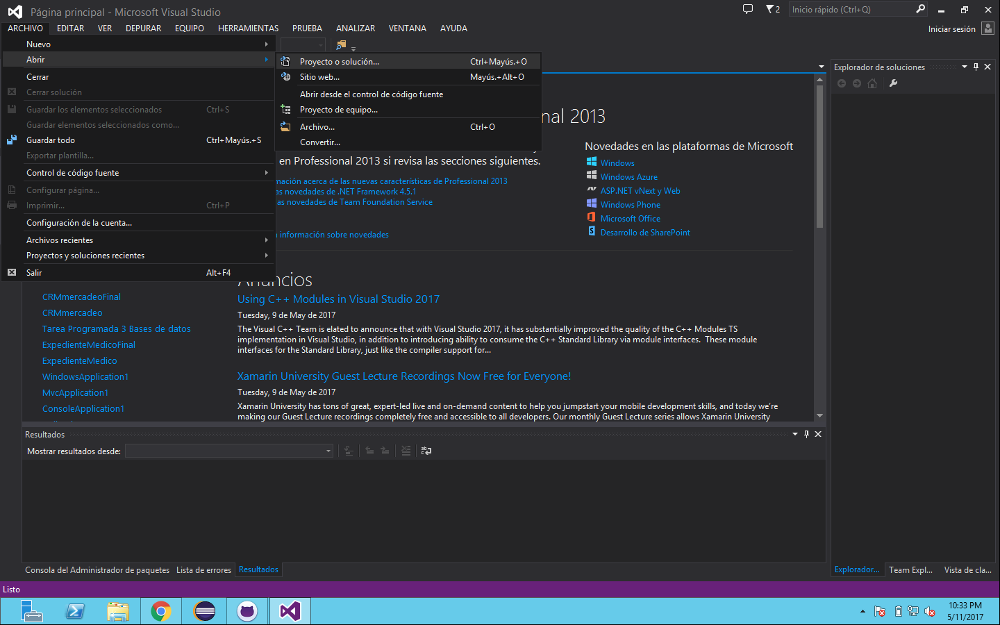 Página principal - Microsoft Visual Studio
2
Inicio rápido (Ctrl+Q)
ARCHIVO EDITAR VER DEPURAR EQUIPO HERRAMIENTAS PRUEBA ANALIZAR VENTANA AYUDA
Iniciar sesión
Nuevo
Abrir
Cerrar
Cerrar solución
Guardar los elementos seleccionados Ctrl+S
Guardar elementos seleccionados como...
Guardar todo Ctrl+Mayús.+S
Exportar plantilla...
Control de código fuente
Configurar página...
Imprimir... Ctrl+P
Configuración de la cuenta...
Archivos recientes
Proyectos y soluciones recientes
Salir Alt+F4
Proyecto o solución... Ctrl+Mayús.+O
Sitio web... Mayús.+Alt+O
Abrir desde el control de código fuente
Proyecto de equipo...
Archivo... Ctrl+O
Convertir...
nal 2013
en Professional 2013 si revisa las secciones siguientes.
mación acerca de las nuevas características de Professional 2013
as novedades de .NET Framework 4.5.1
las novedades de Team Foundation Service
información sobre novedades
Novedades en las plataformas de Microsoft
Windows
Windows Azure
ASP.NET vNext y Web
Windows Phone
Microsoft Office
Desarrollo de SharePoint
CRMmercadeoFinal
CRMmercadeo
Tarea Programada 3 Bases de datos
ExpedienteMedicoFinal
ExpedienteMedico
WindowsApplication1
MvcApplication1
ConsoleApplication1
Anuncios
Using C++ Modules in Visual Studio 2017
Tuesday, 9 de May de 2017
The Visual C++ Team is elated to announce that with Visual Studio 2017, it has substantially improved the quality of the C++ Modules TS
implementation in Visual Studio, in addition to introducing ability to consume the C++ Standard Library via module interfaces. These module
interfaces for the Standard Library, just like the compiler support for...
Xamarin University Guest Lecture Recordings Now Free for Everyone!
Tuesday, 9 de May de 2017
Xamarin University has tons of great, expert-led live and on-demand content to help you jumpstart your mobile development skills, and today we're
making our Guest Lecture recordings completely free and accessible to all developers. Our monthly Guest Lecture series allows Xamarin University
Explorador de soluciones
Resultados
Mostrar resultados desde:
Consola del Administrador de paquetes Lista de errores Resultados
Explorador... Team Expl... Vista de cla...
Listo
10:33 PM
5/11/2017